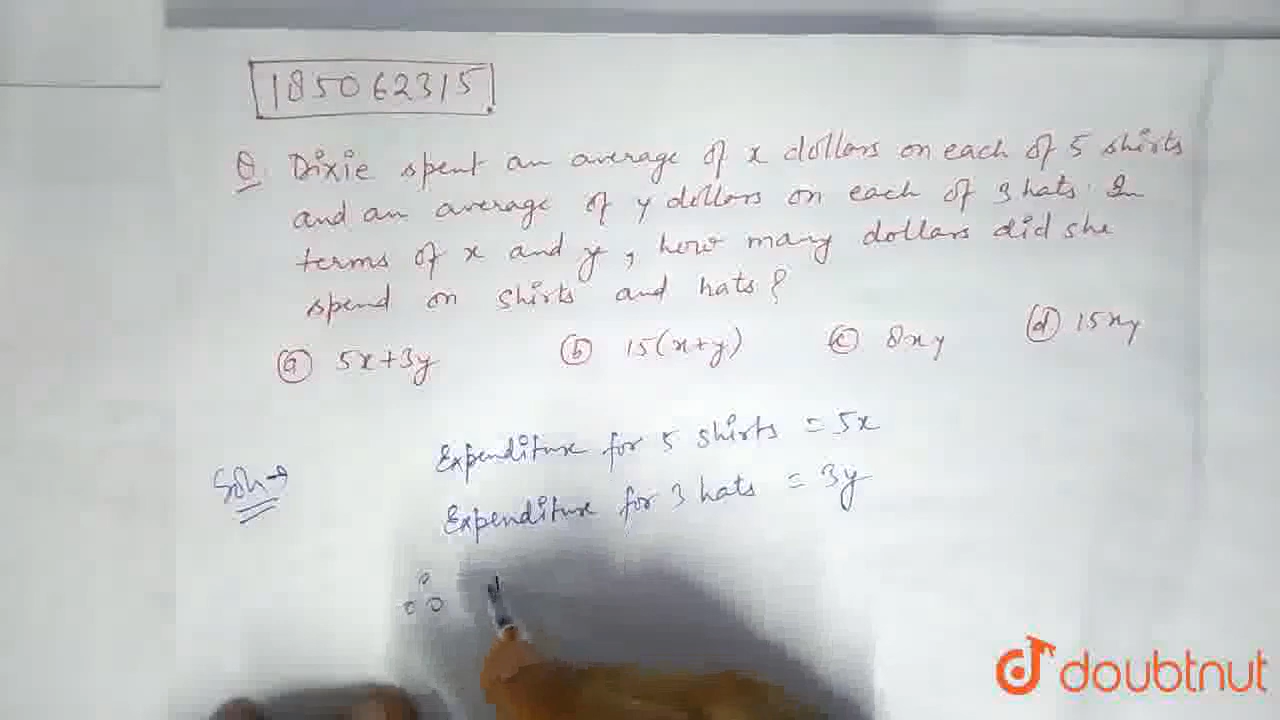 185062315
Q. Dixie spent an average of x dollars on each of 5 shirts
and an average of y dollars on each of 3 hats. In
terms of x and y, how many dollars did she
spend on shirts and hats?
(a) 5x+3y (b) 15(x+y) (c) 8xy (d) 15xy
Expenditure for 5 shirts = 5x
Soln→
Expenditure for 3 hats = 3y
∴
doubtnut